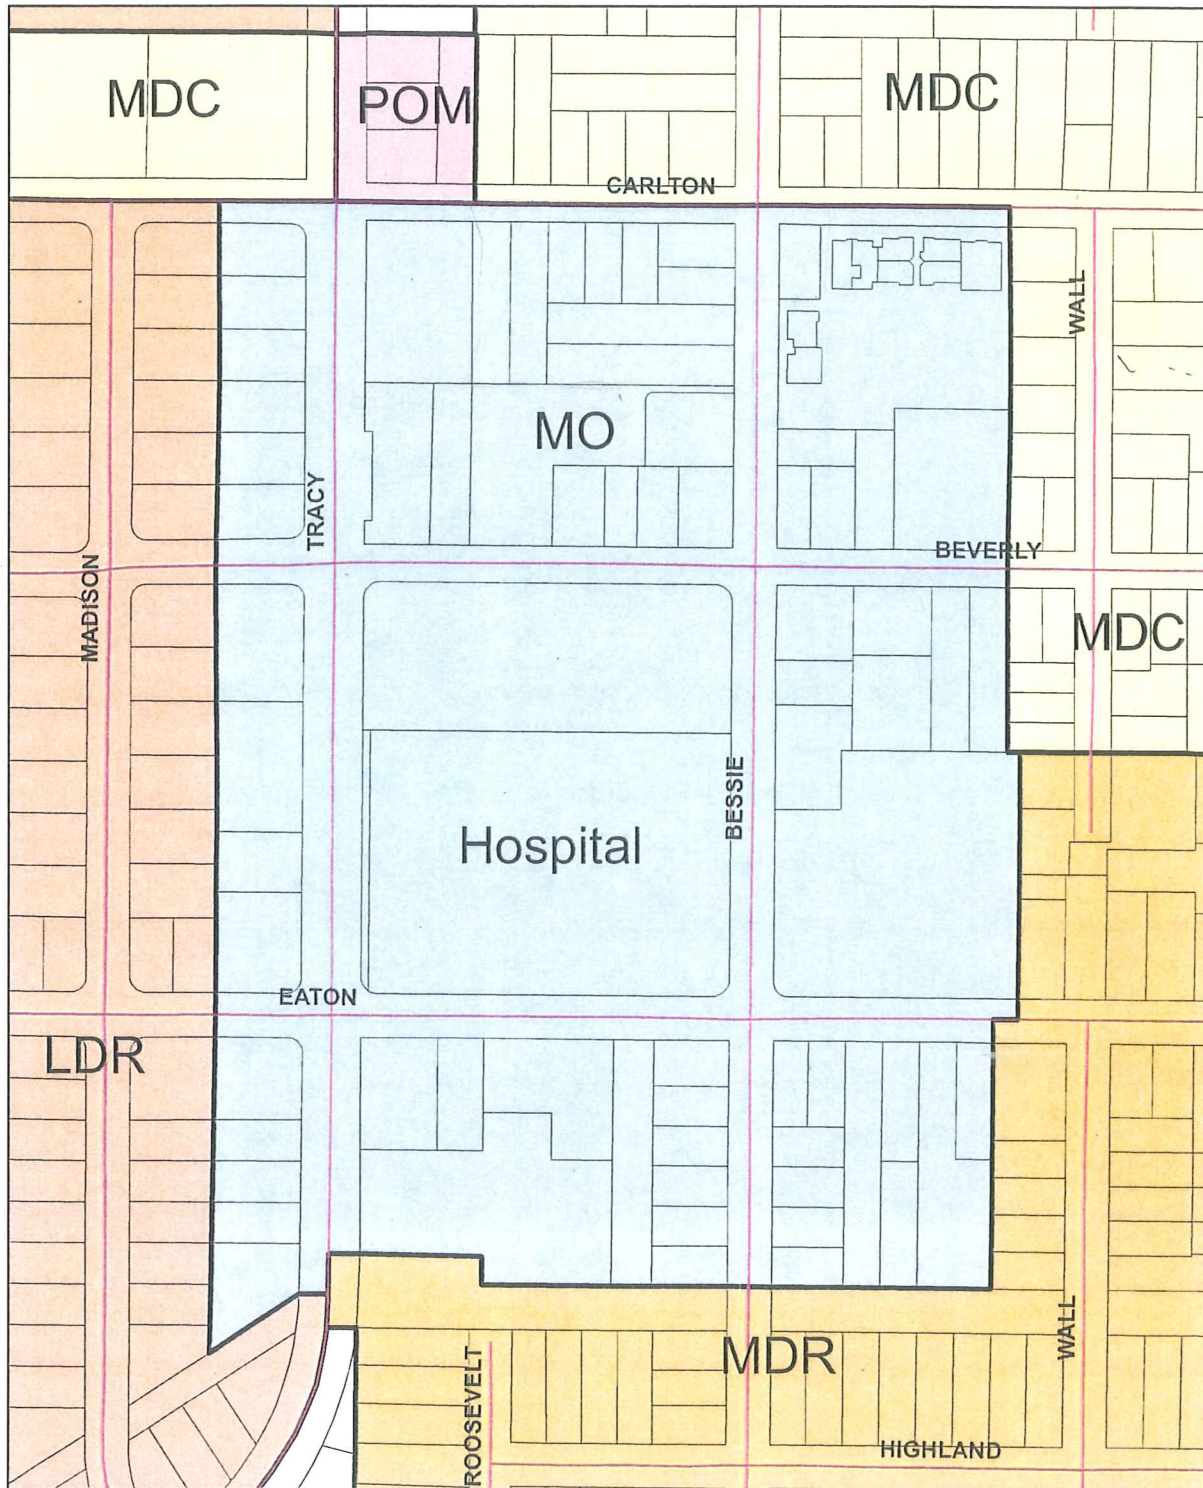 MDC
POM
MDC
CARLTON
WALL
MO
TRACY
BEVERLY
MADISON
MDC
BESSIE
Hospital
EATON
LDR
WALL
MDR
ROOSEVELT
HIGHLAND